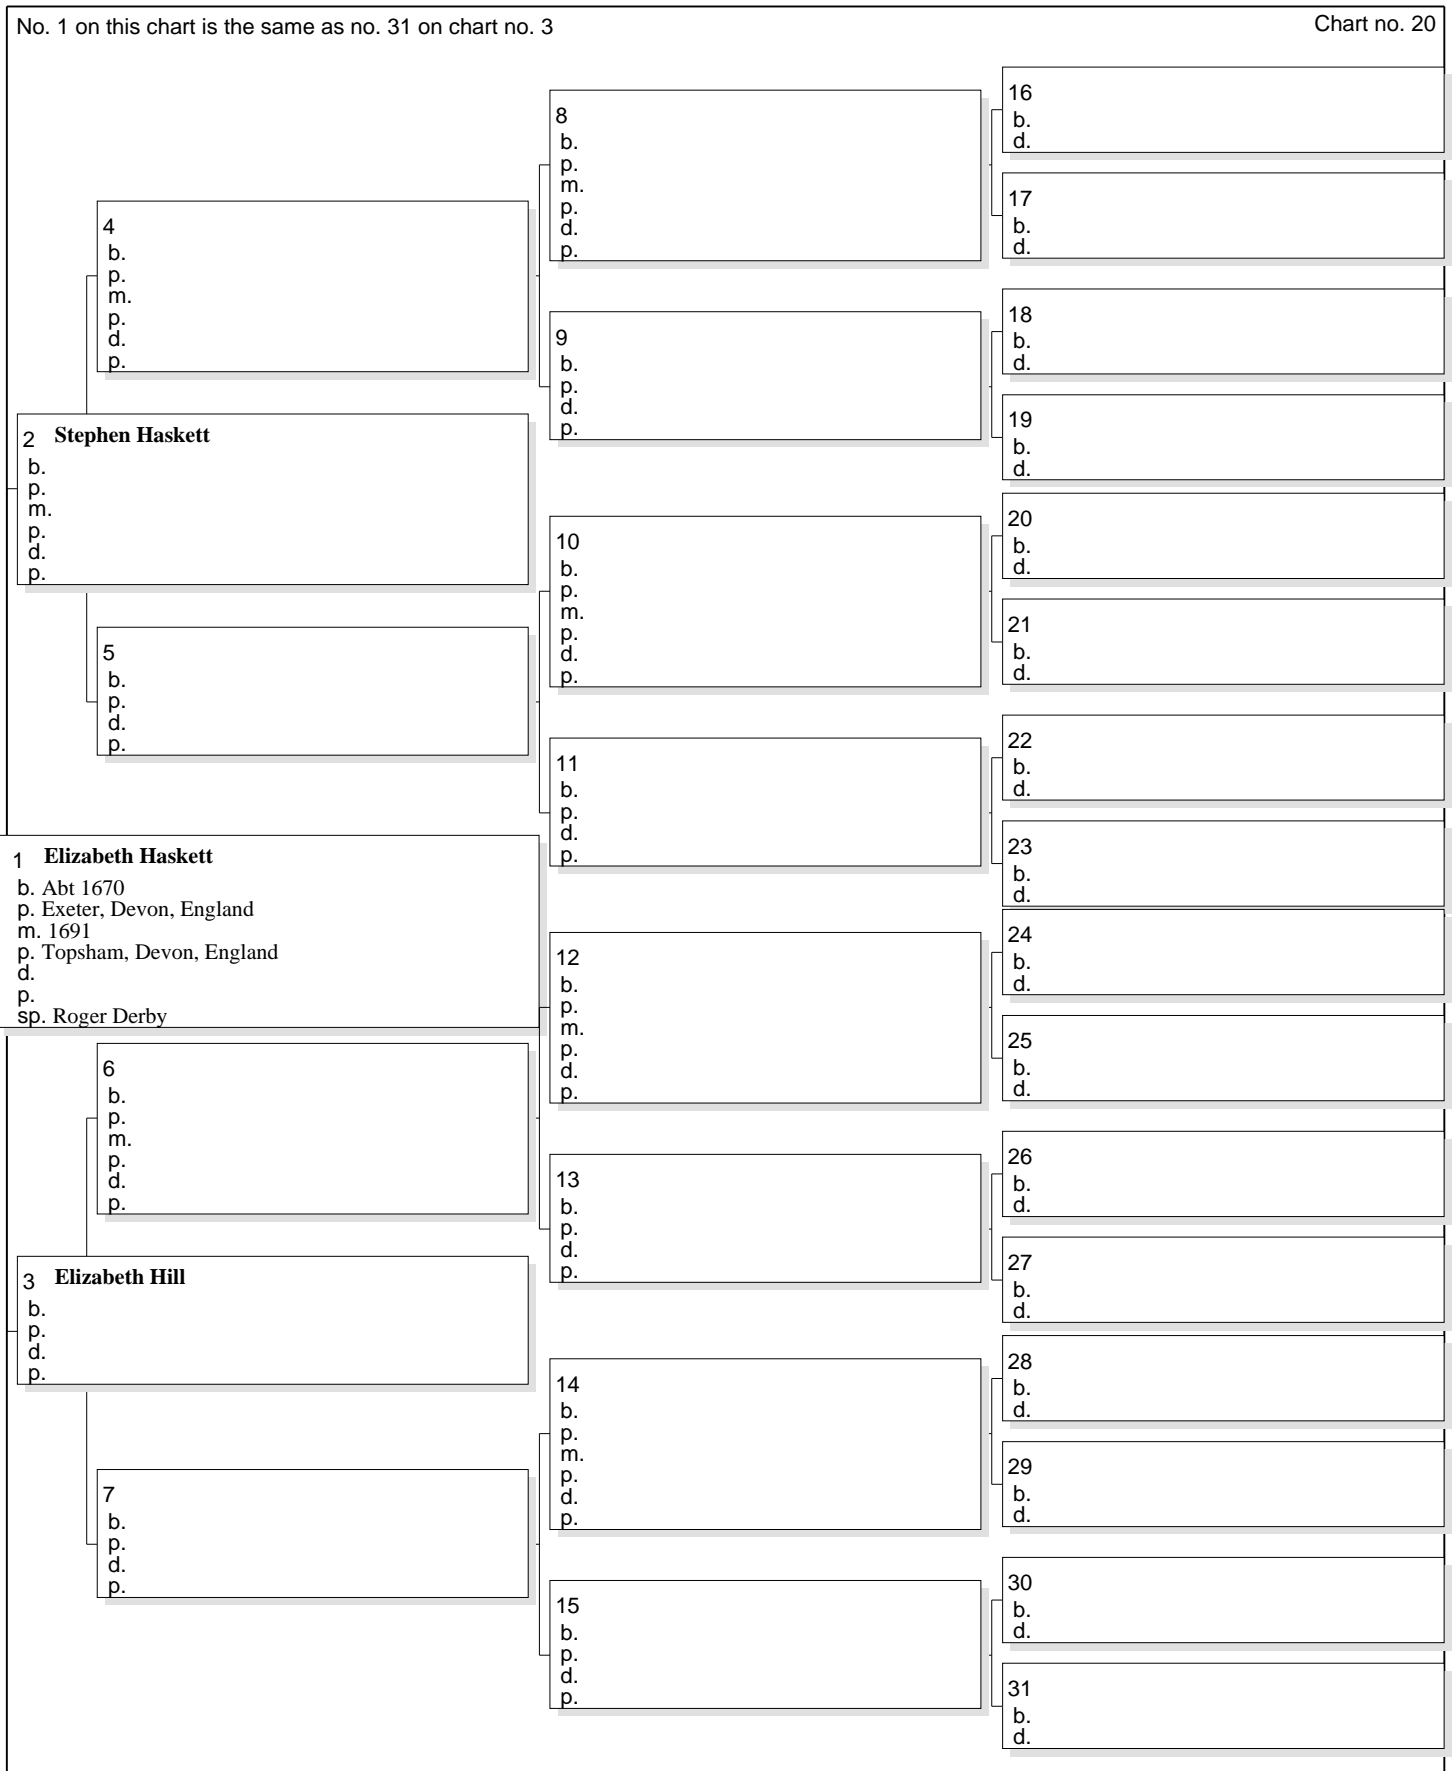 No. 1 on this chart is the same as no. 31 on chart no. 3
Chart no. 20
16
b.
d.
8
b.
p.
m.
p.
d.
p.
17
b.
d.
4
b.
p.
m.
p.
d.
p.
18
b.
d.
9
b.
p.
d.
p.
19
b.
d.
2 Stephen Haskett
b.
p.
m.
p.
d.
p.
20
b.
d.
10
b.
p.
m.
p.
d.
p.
21
b.
d.
5
b.
p.
d.
p.
22
b.
d.
11
b.
p.
d.
p.
23
b.
d.
1 Elizabeth Haskett
b. Abt 1670
p. Exeter, Devon, England
m. 1691
p. Topsham, Devon, England
d.
p.
sp. Roger Derby
24
b.
d.
12
b.
p.
m.
p.
d.
p.
25
b.
d.
6
b.
p.
m.
p.
d.
p.
26
b.
d.
13
b.
p.
d.
p.
27
b.
d.
3 Elizabeth Hill
b.
p.
d.
p.
28
b.
d.
14
b.
p.
m.
p.
d.
p.
29
b.
d.
7
b.
p.
d.
p.
30
b.
d.
15
b.
p.
d.
p.
31
b.
d.